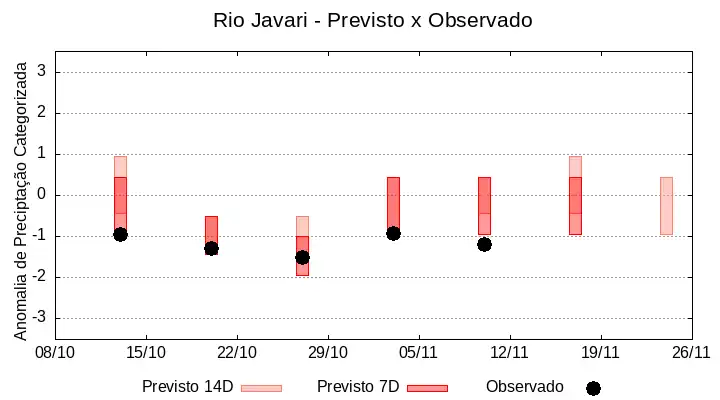 Rio Javari - Previsto x Observado
Anomalia de Preciptação Categorizada
3
2
1
0
-1
-2
-3
08/10 15/10 22/10 29/10 05/11 12/11 19/11 26/11
Previsto 14D Previsto 7D Observado